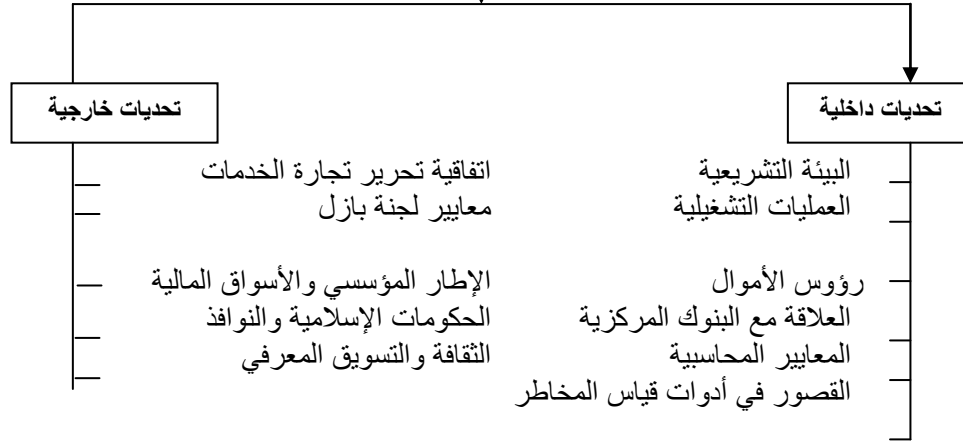 تحديات داخلية
البيئة التشريعية
العمليات التشغيلية
رؤوس الأموال
العلاقة مع البنوك المركزية
المعايير المحاسبية
القصور في أدوات قياس المخاطر
تحديات خارجية
اتفاقية تحرير تجارة الخدمات
معايير لجنة بازل
الإطار المؤسسي والأسواق المالية
الحكومات الإسلامية والنوافذ
الثقافة والتسويق المعرفي